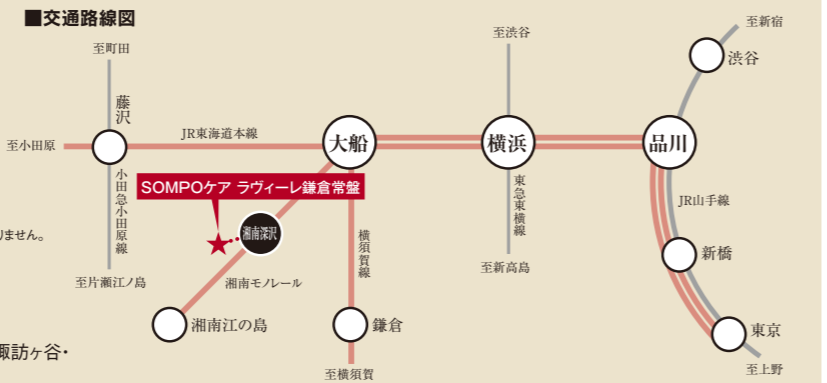 ■交通路線図
至新宿
至町田
至渋谷
渋谷
藤沢
至小田原
JR東海道本線
大船
横浜
品川
小田急小田原線
SOMPOケア ラヴィーレ鎌倉常盤
東急東横線
JR山手線
りません。
湘南深沢
横須賀線
新橋
至片瀬江ノ島
湘南モノレール
至新高島
湘南江の島
鎌倉
東京
諏訪ヶ谷・
至横須賀
至上野